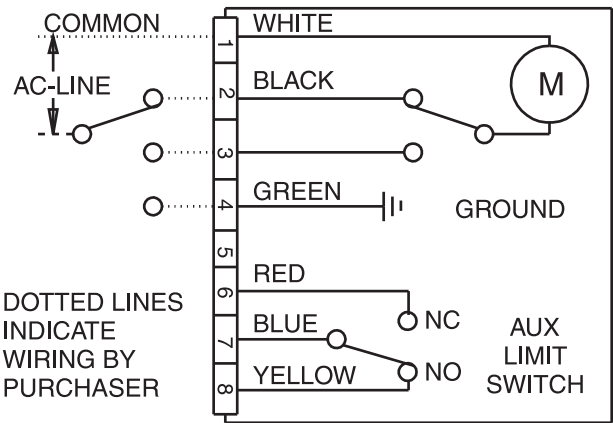 COMMON
1
WHITE
AC-LINE
2
BLACK
M
3
4
GREEN
GROUND
5
6
RED
NC
7
BLUE
8
YELLOW
NO
DOTTED LINES
INDICATE
WIRING BY
PURCHASER
AUX
LIMIT
SWITCH